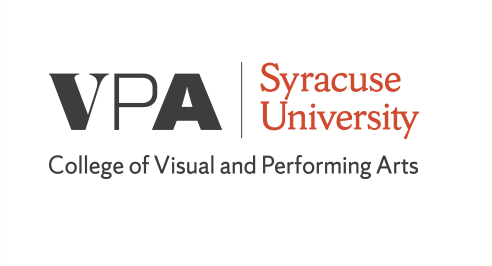 VPA
Syracuse
University
College of Visual and Performing Arts